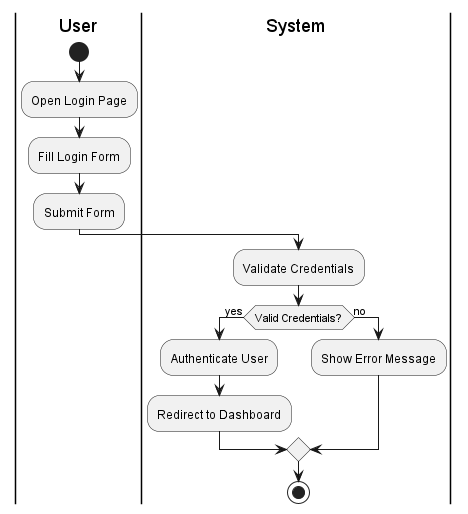 User
System
Open Login Page
Fill Login Form
Submit Form
Validate Credentials
yes
Valid Credentials?
no
Authenticate User
Show Error Message
Redirect to Dashboard